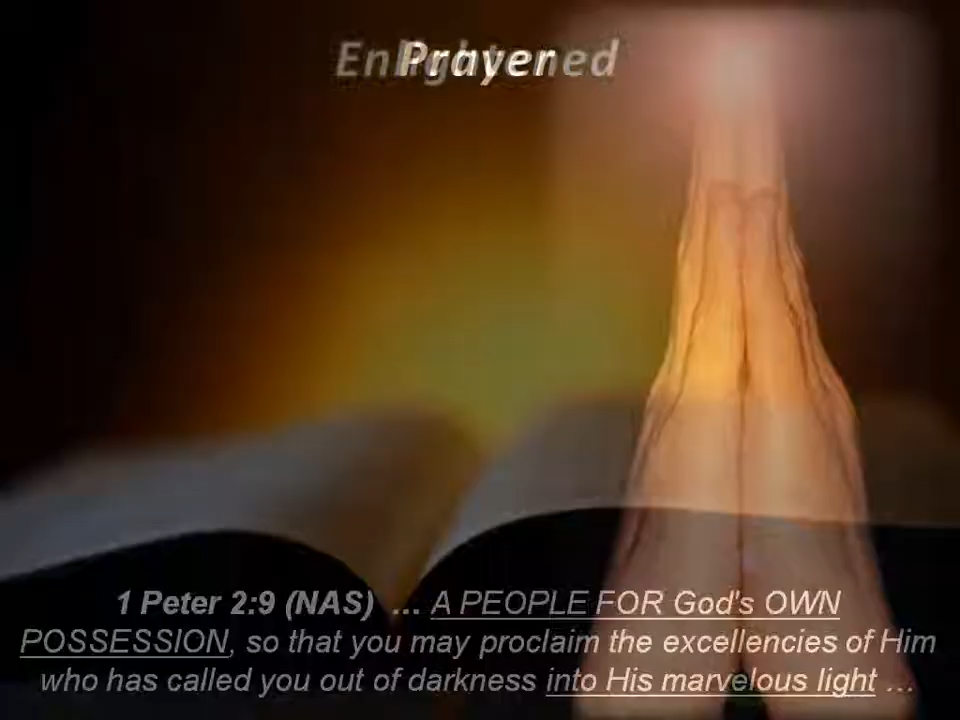 Enlightened
Prayer
1 Peter 2:9 (NAS) … A PEOPLE FOR God's OWN
POSSESSION, so that you may proclaim the excellencies of Him
who has called you out of darkness into His marvelous light …